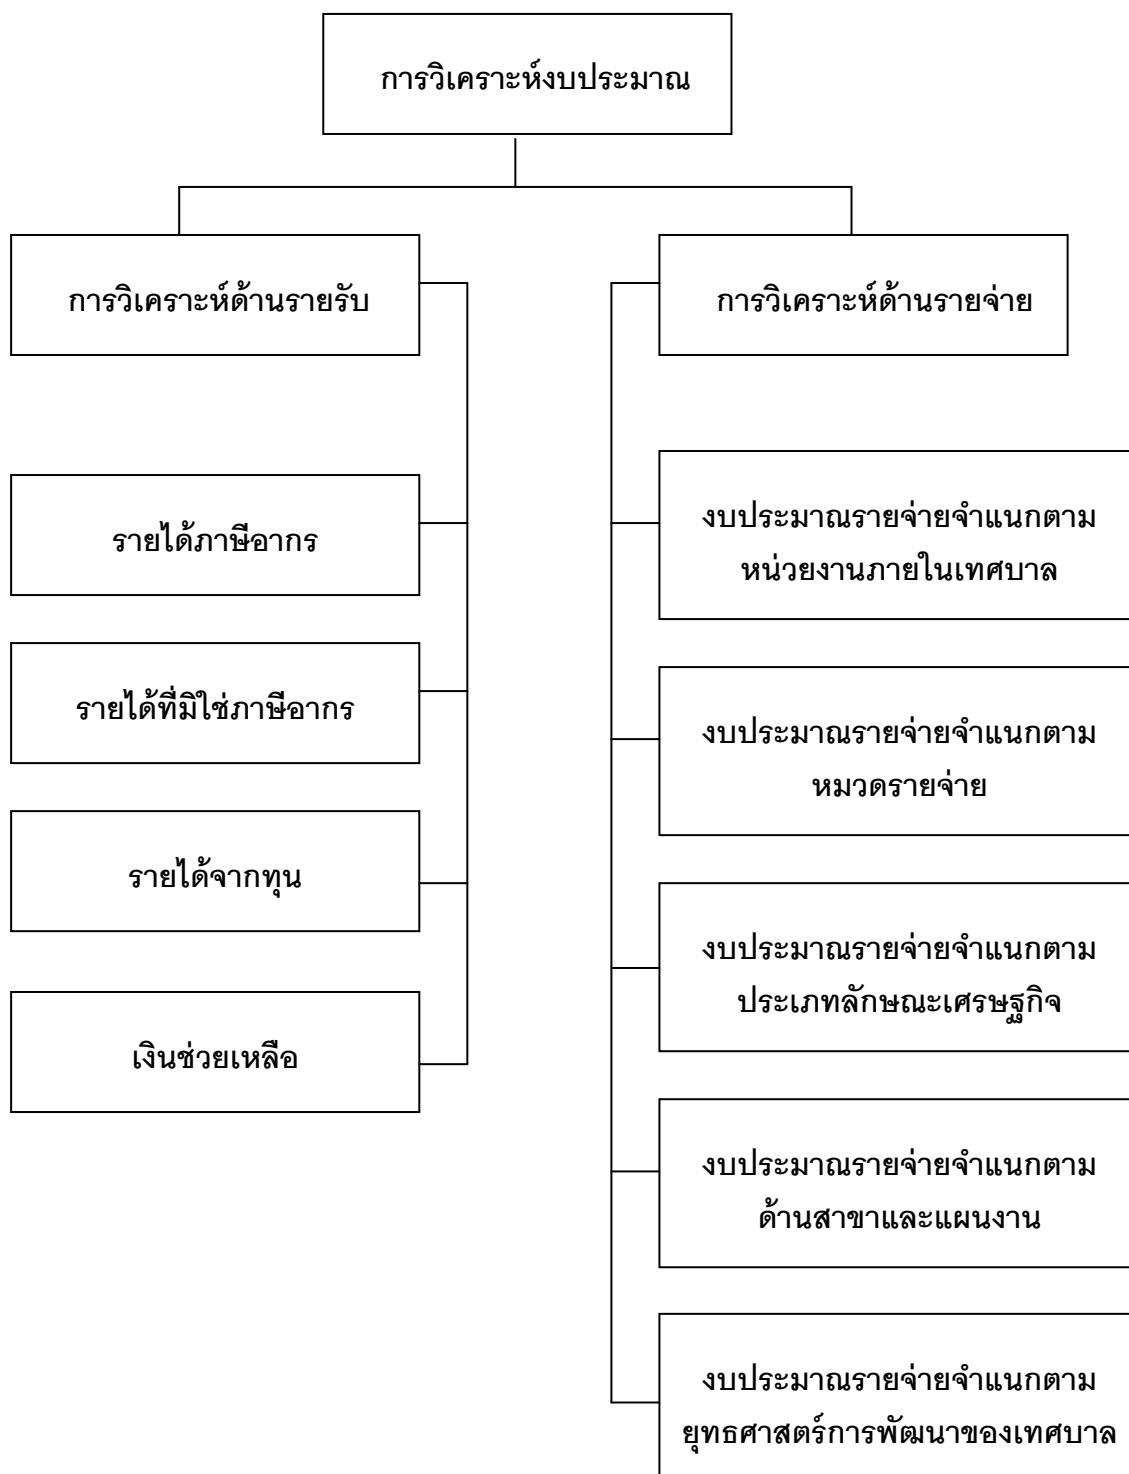 การวิเคราะห์งบประมาณ
การวิเคราะห์ด้านรายรับ
รายได้ภาษีอากร
รายได้ที่มิใช่ภาษีอากร
รายได้จากทุน
เงินช่วยเหลือ
การวิเคราะห์ด้านรายจ่าย
งบประมาณรายจ่ายจำแนกตาม
หน่วยงานภายในเทศบาล
งบประมาณรายจ่ายจำแนกตาม
หมวดรายจ่าย
งบประมาณรายจ่ายจำแนกตาม
ประเภทลักษณะเศรษฐกิจ
งบประมาณรายจ่ายจำแนกตาม
ด้านสาขาและแผนงาน
งบประมาณรายจ่ายจำแนกตาม
ยุทธศาสตร์การพัฒนาของเทศบาล